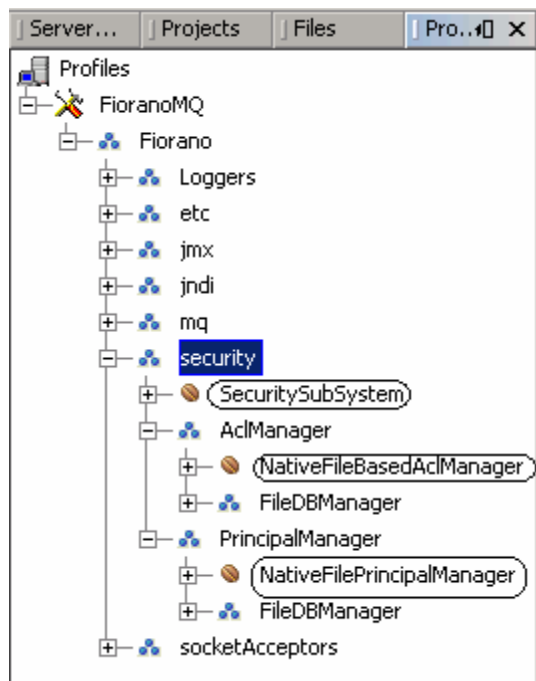 Server... Projects Files Pro..
Profiles
FioranoMQ
Fiorano
Loggers
etc
jmx
jndi
mq
security
SecuritySubSystem
AclManager
NativeFileBasedAclManager
FileDBManager
PrincipalManager
NativeFilePrincipalManager
FileDBManager
socketAcceptors